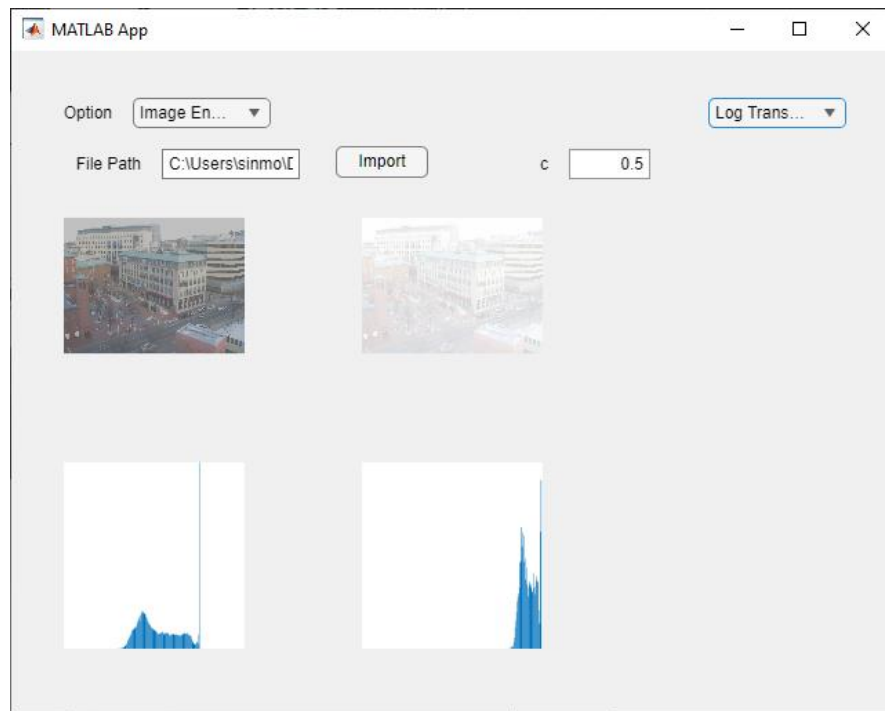 MATLAB App
Option Image En... Log Trans...
File Path C:\Users\sinmo\D Import c 0.5